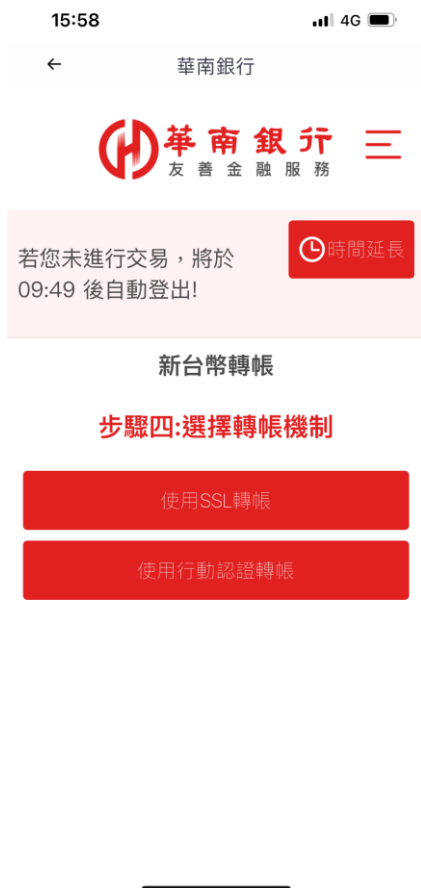 15:58 4G
華南銀行
華南銀行
友善金融服務
若您未進行交易，將於
09:49 後自動登出!
時間延長
新台幣轉帳
步驟四:選擇轉帳機制
使用SSL轉帳
使用行動認證轉帳